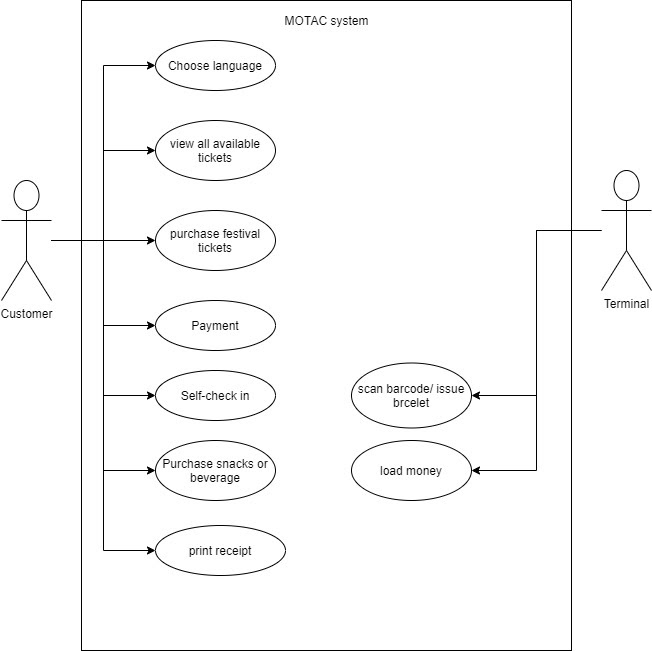 MOTAC system
Choose language
view all available
tickets
purchase festival
tickets
Customer
Terminal
Payment
Self-check in
scan barcode/ issue
brcelet
Purchase snacks or
beverage
load money
print receipt